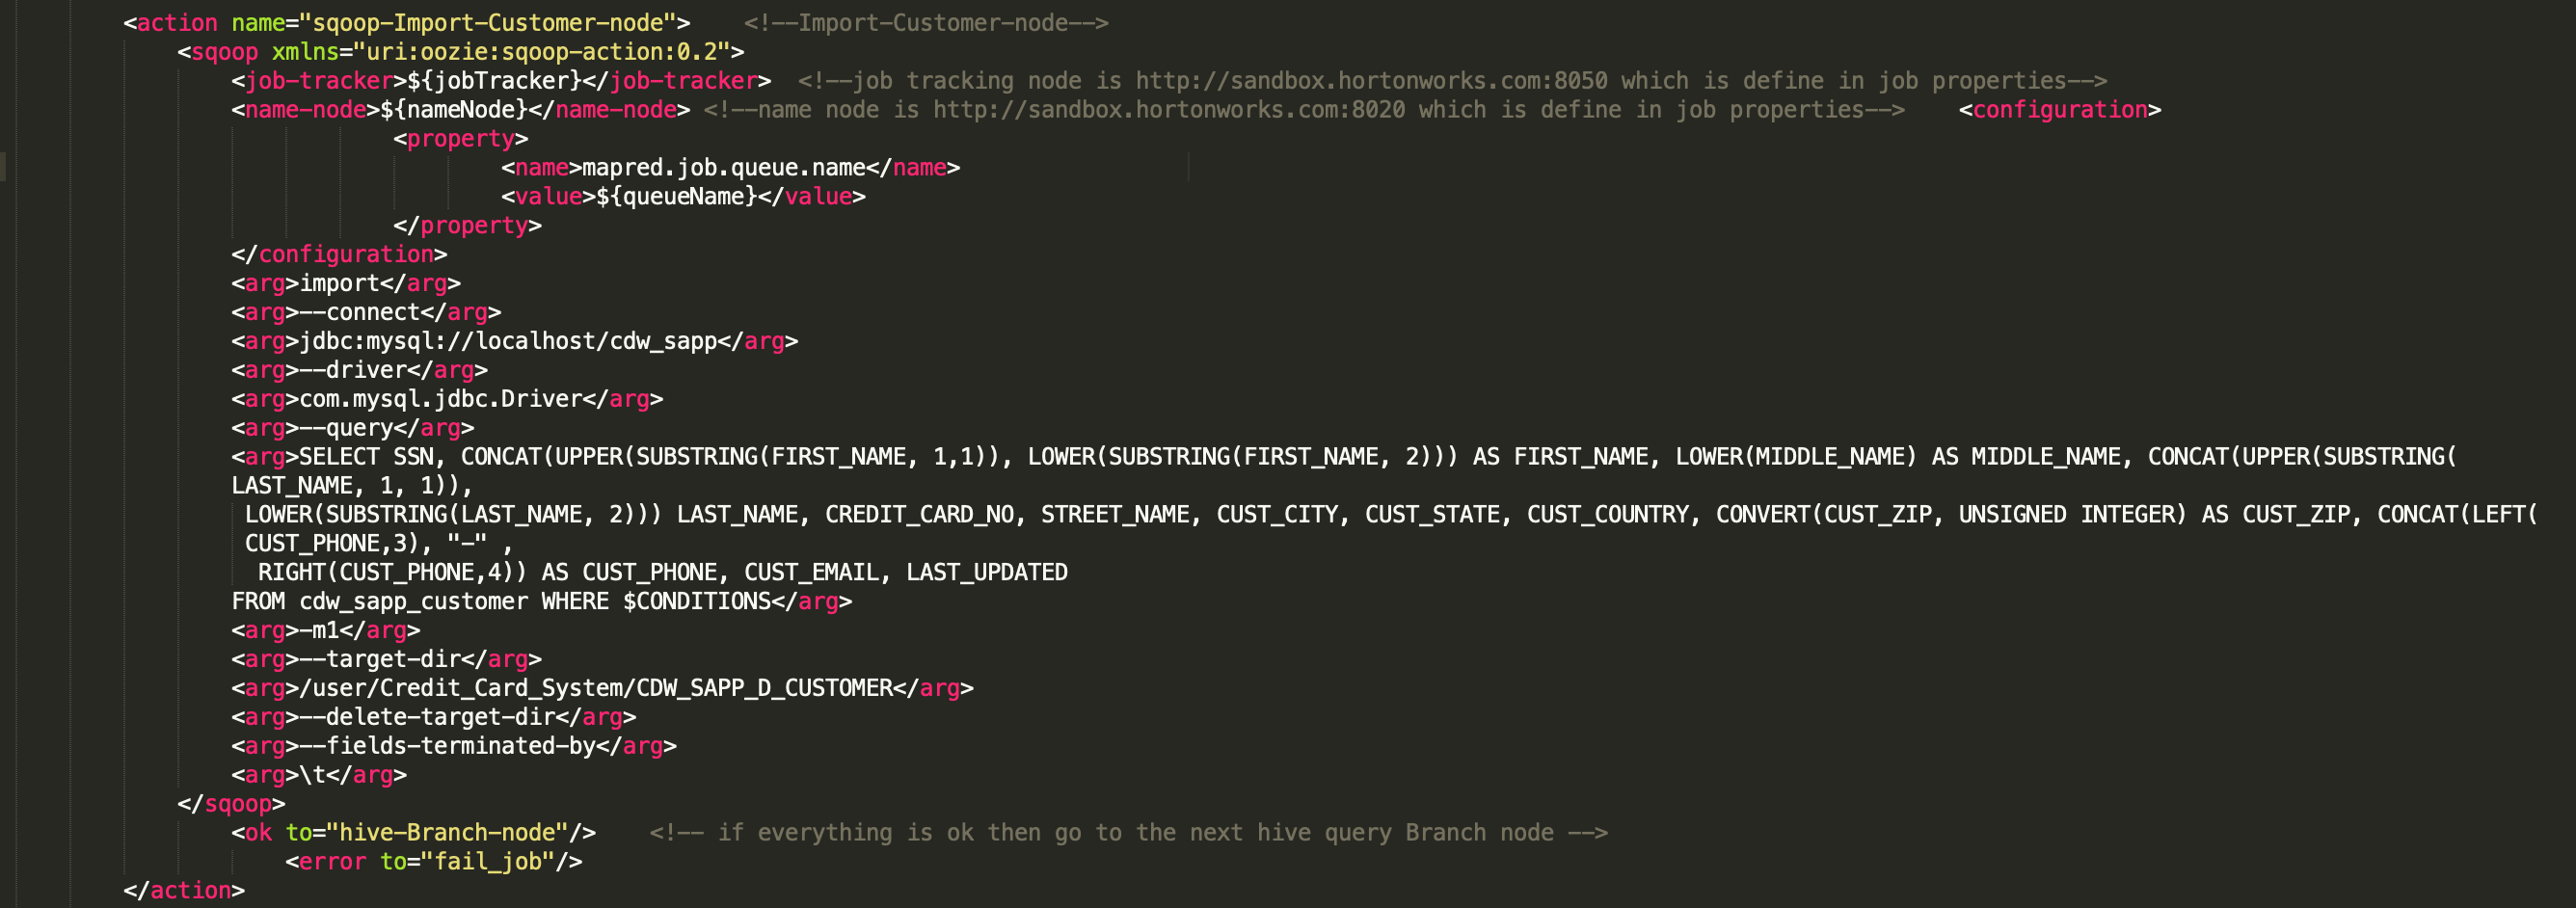 <action name="sqoop-Import-Customer-node">    <!--Import-Customer-node-->
<sqoop xmlns="uri:oozie:sqoop-action:0.2">
<job-tracker>${jobTracker}</job-tracker>  <!--job tracking node is http://sandbox.hortonworks.com:8050 which is define in job properties-->
<name-node>${nameNode}</name-node> <!--name node is http://sandbox.hortonworks.com:8020 which is define in job properties-->    <configuration>
<property>
<name>mapred.job.queue.name</name>
<value>${queueName}</value>
</property>
</configuration>
<arg>import</arg>
<arg>--connect</arg>
<arg>jdbc:mysql://localhost/cdw_sapp</arg>
<arg>--driver</arg>
<arg>com.mysql.jdbc.Driver</arg>
<arg>--query</arg>
<arg>SELECT SSN, CONCAT(UPPER(SUBSTRING(FIRST_NAME, 1,1)), LOWER(SUBSTRING(FIRST_NAME, 2))) AS FIRST_NAME, LOWER(MIDDLE_NAME) AS MIDDLE_NAME, CONCAT(UPPER(SUBSTRING(
LAST_NAME, 1, 1)),
LOWER(SUBSTRING(LAST_NAME, 2))) LAST_NAME, CREDIT_CARD_NO, STREET_NAME, CUST_CITY, CUST_STATE, CUST_COUNTRY, CONVERT(CUST_ZIP, UNSIGNED INTEGER) AS CUST_ZIP, CONCAT(LEFT(
CUST_PHONE,3), "-" ,
RIGHT(CUST_PHONE,4)) AS CUST_PHONE, CUST_EMAIL, LAST_UPDATED
FROM cdw_sapp_customer WHERE $CONDITIONS</arg>
<arg>-m1</arg>
<arg>--target-dir</arg>
<arg>/user/Credit_Card_System/CDW_SAPP_D_CUSTOMER</arg>
<arg>--delete-target-dir</arg>
<arg>--fields-terminated-by</arg>
<arg>\t</arg>
</sqoop>
<ok to="hive-Branch-node"/>    <!-- if everything is ok then go to the next hive query Branch node -->
<error to="fail_job"/>
</action>